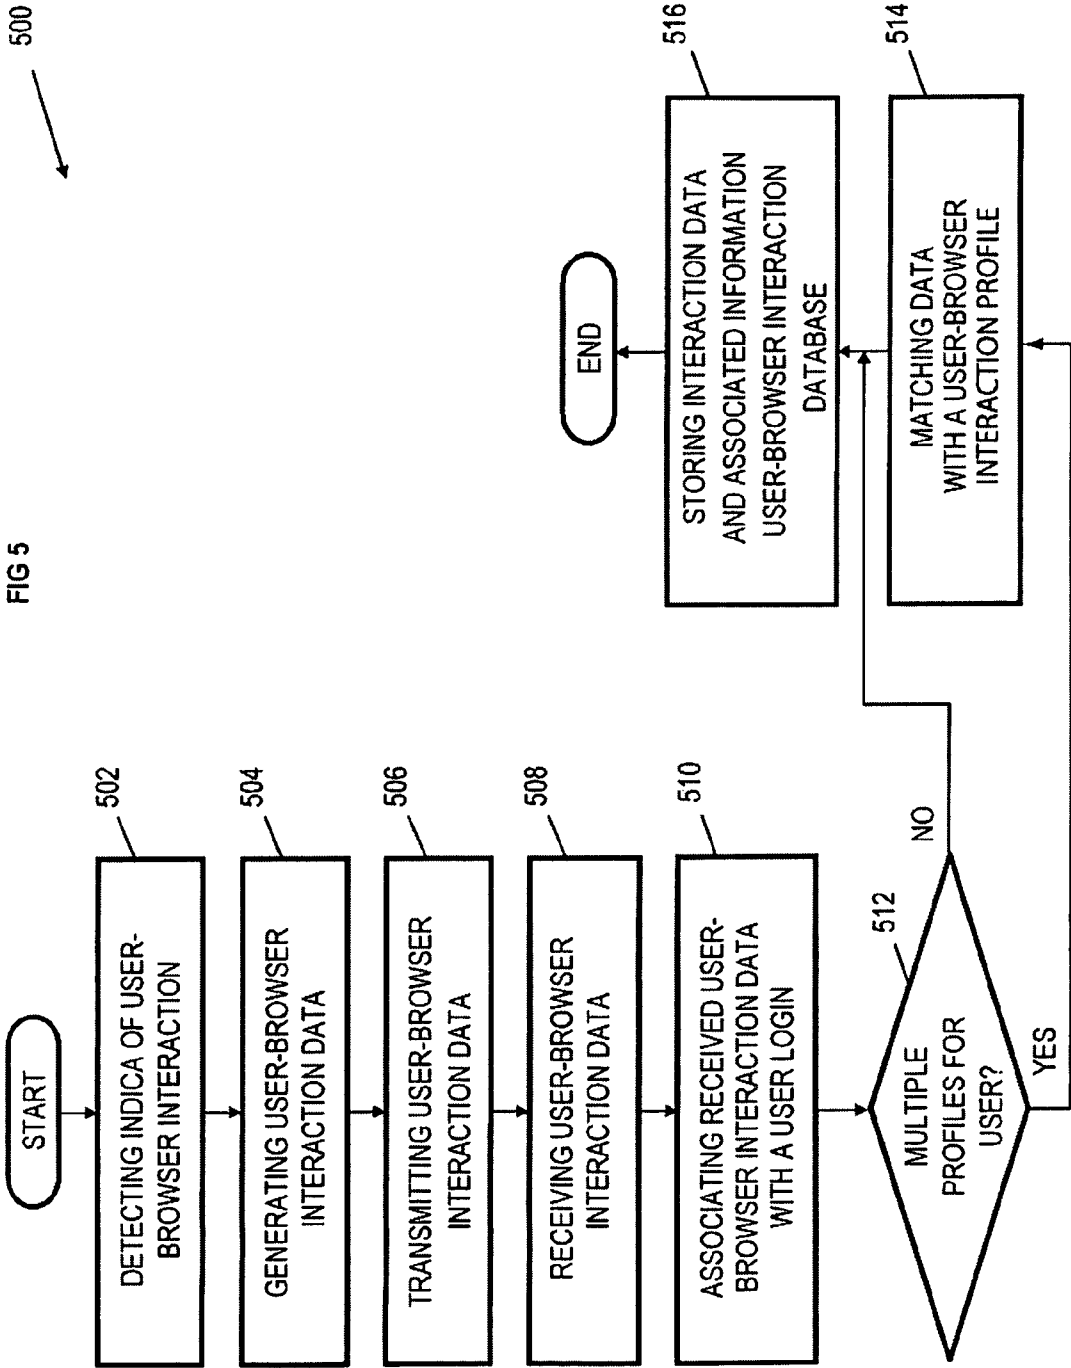 FIG 5
500
START
502
DETECTING INDICA OF USER-
BROWSER INTERACTION
504
GENERATING USER-BROWSER
INTERACTION DATA
506
TRANSMITTING USER-BROWSER
INTERACTION DATA
508
RECEIVING USER-BROWSER
INTERACTION DATA
510
ASSOCIATING RECEIVED USER-
BROWSER INTERACTION DATA
WITH A USER LOGIN
512
MULTIPLE
PROFILES FOR
USER?
NO
YES
514
MATCHING DATA
WITH A USER-BROWSER
INTERACTION PROFILE
516
STORING INTERACTION DATA
AND ASSOCIATED INFORMATION
USER-BROWSER INTERACTION
DATABASE
END